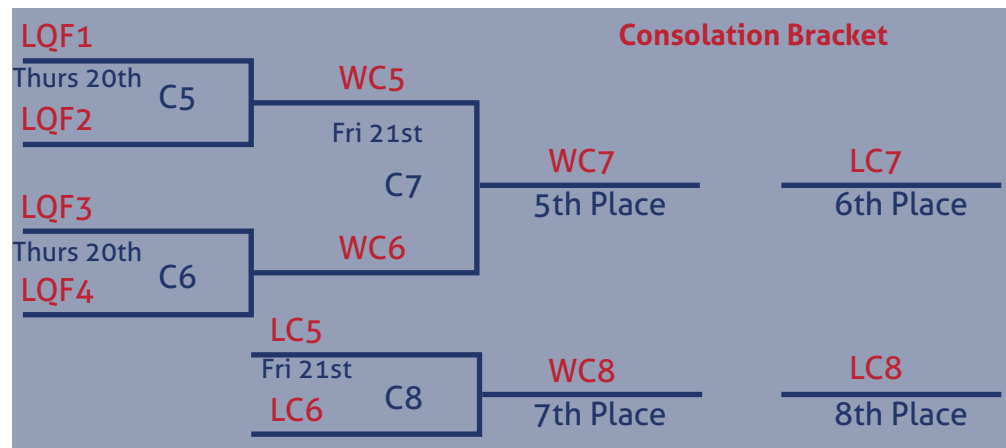 Consolation Bracket
LQF1
Thurs 20th
C5
LQF2
WC5
Fri 21st
C7
WC7
5th Place
LC7
6th Place
LQF3
Thurs 20th
C6
LQF4
WC6
LC5
Fri 21st
C8
LC6
WC8
7th Place
LC8
8th Place